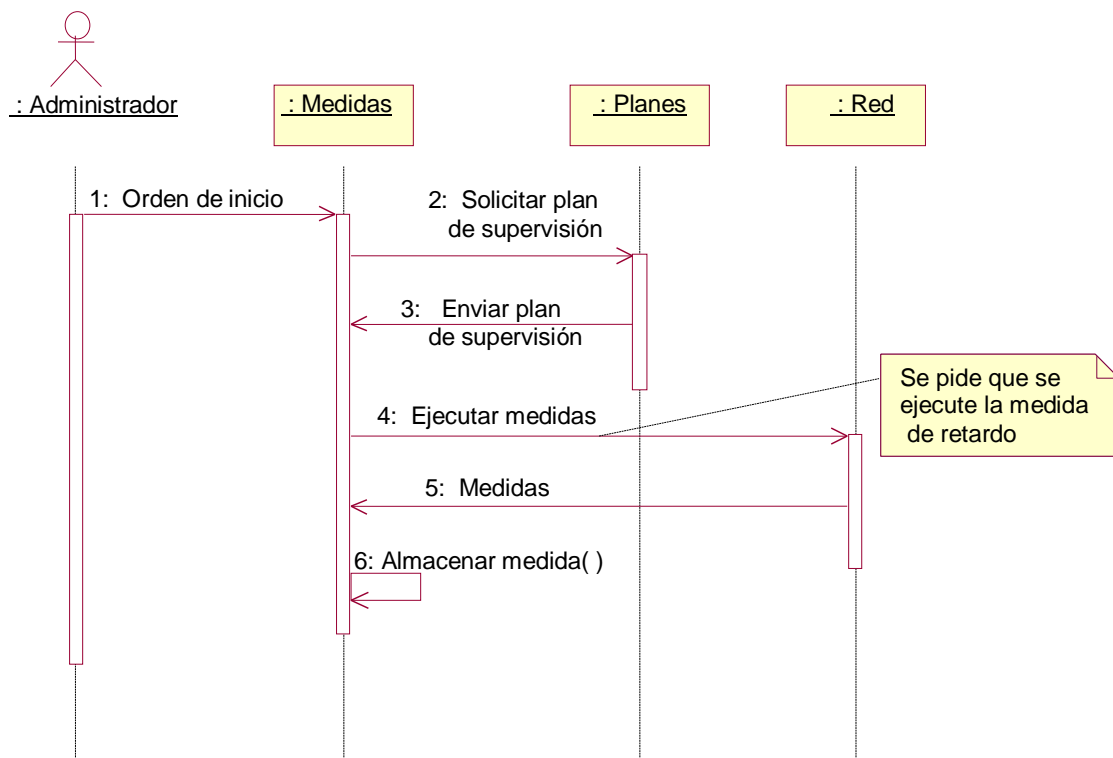 : Administrador
: Medidas
: Planes
: Red
1: Orden de inicio
2: Solicitar plan
de supervisión
3: Enviar plan
de supervisión
Se pide que se
ejecute la medida
de retardo
4: Ejecutar medidas
5: Medidas
6: Almacenar medida( )